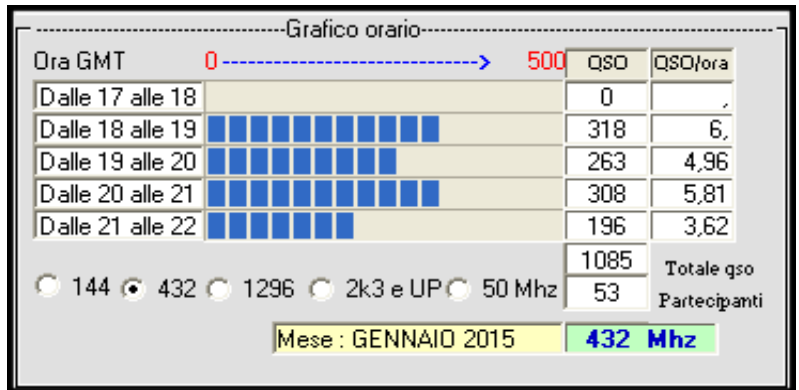 Grafico orario
Ora GMT 0 -----------------------------> 500 QSO QSO/ora
Dalle 17 alle 18 0 ,
Dalle 18 alle 19 318 6,
Dalle 19 alle 20 263 4,96
Dalle 20 alle 21 308 5,81
Dalle 21 alle 22 196 3,62
1085 Totale qso
144 432 1296 2k3 e UP 50 Mhz 53 Partecipanti
Mese : GENNAIO 2015 432 Mhz